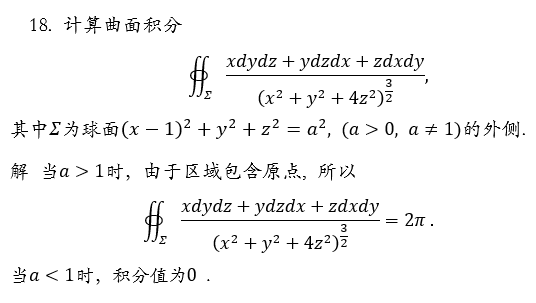 18. 计算曲面积分
∯_Σ (xdydz + ydzdx + zdxdy)/(x² + y² + 4z²)^{3/2},
其中Σ为球面(x − 1)² + y² + z² = a², (a > 0, a ≠ 1)的外侧.
解 当a > 1时, 由于区域包含原点, 所以
∯_Σ (xdydz + ydzdx + zdxdy)/(x² + y² + 4z²)^{3/2} = 2π .
当a < 1时, 积分值为0 .